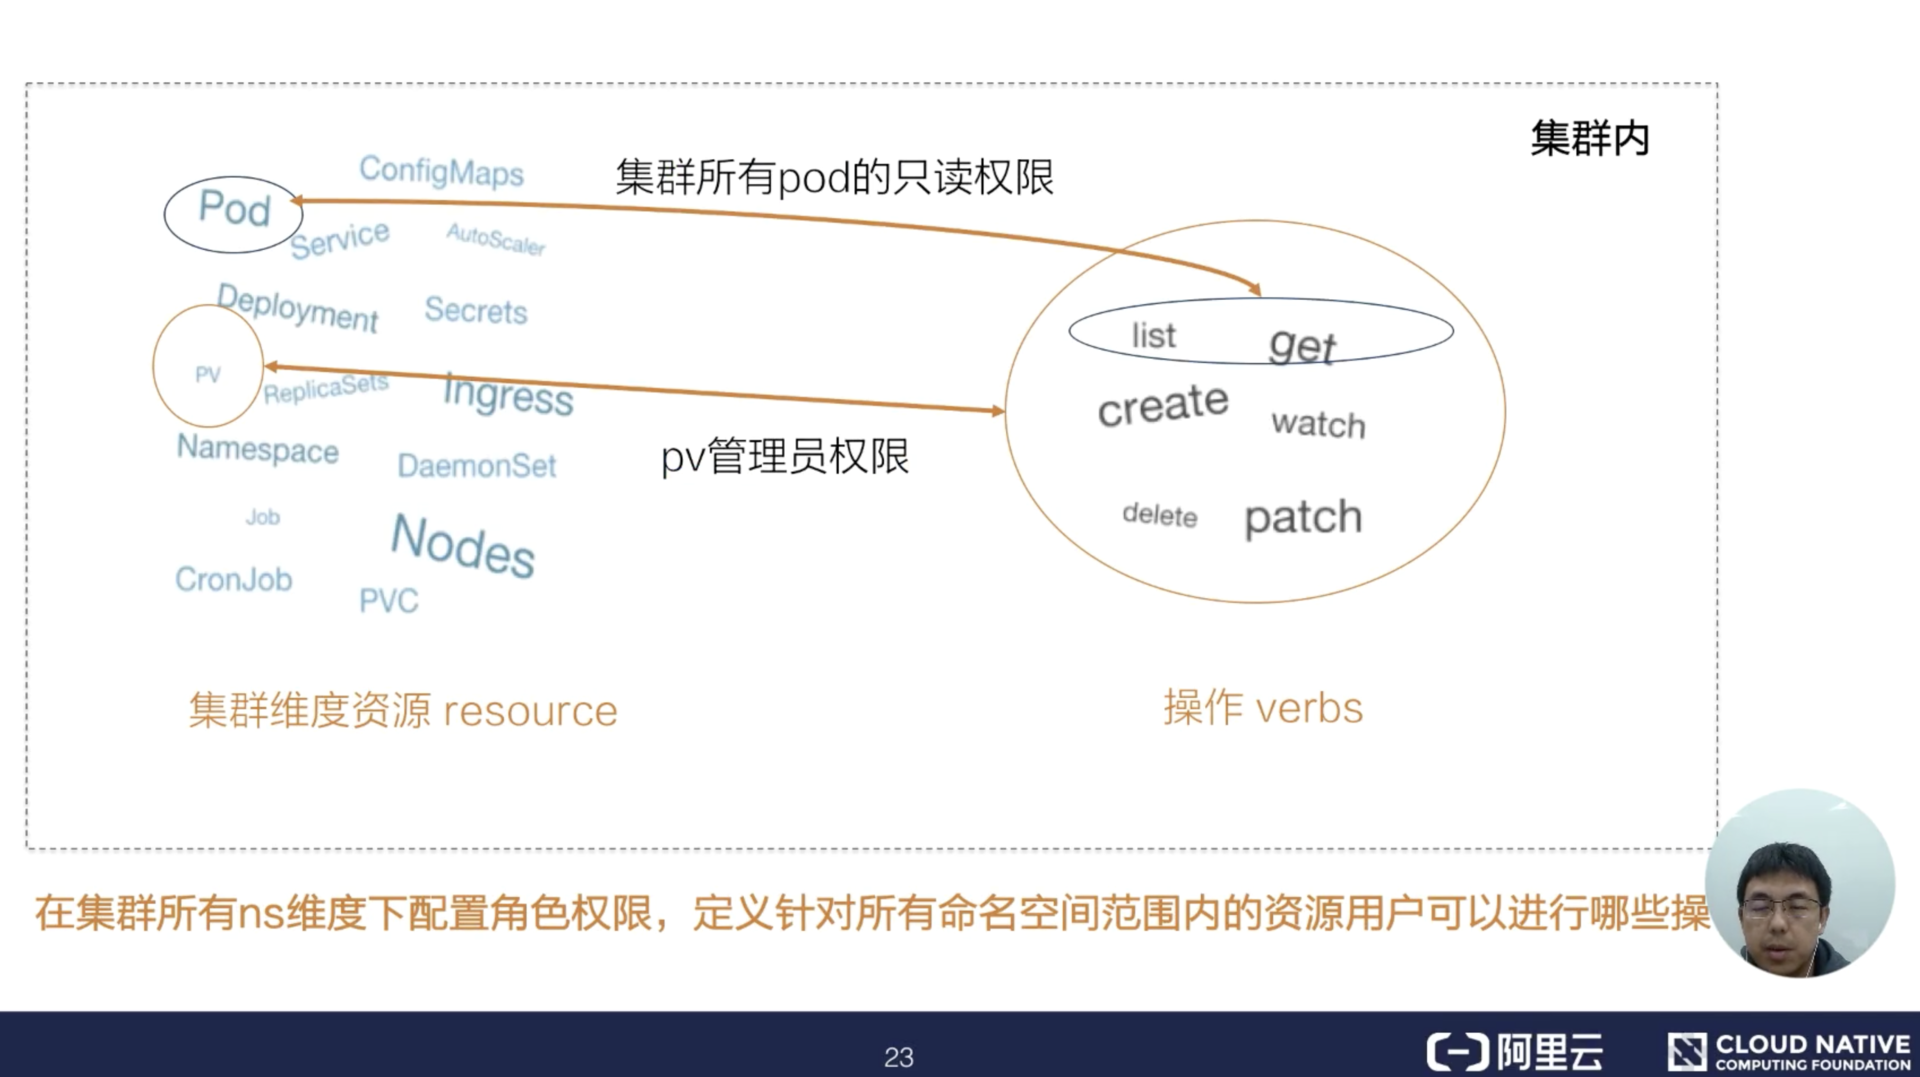 集群内
ConfigMaps
集群所有pod的只读权限
Pod
Service
AutoScaler
Deployment
Secrets
list
get
PV
ReplicaSets
Ingress
create
watch
Namespace
DaemonSet
pv管理员权限
Job
Nodes
delete
patch
CronJob
PVC
集群维度资源 resource
操作 verbs
在集群所有ns维度下配置角色权限，定义针对所有命名空间范围内的资源用户可以进行哪些操
23
阿里云
CLOUD NATIVE
COMPUTING FOUNDATION